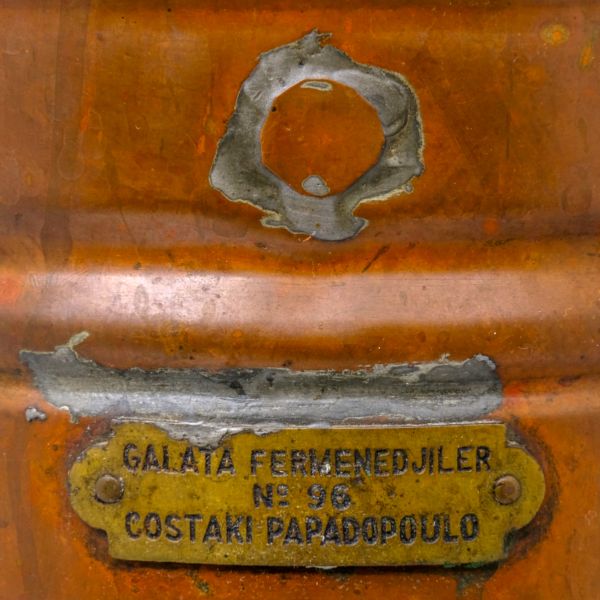 GALATA FERMENEDJILER
Nº 96
COSTAKI PAPADOPOULO